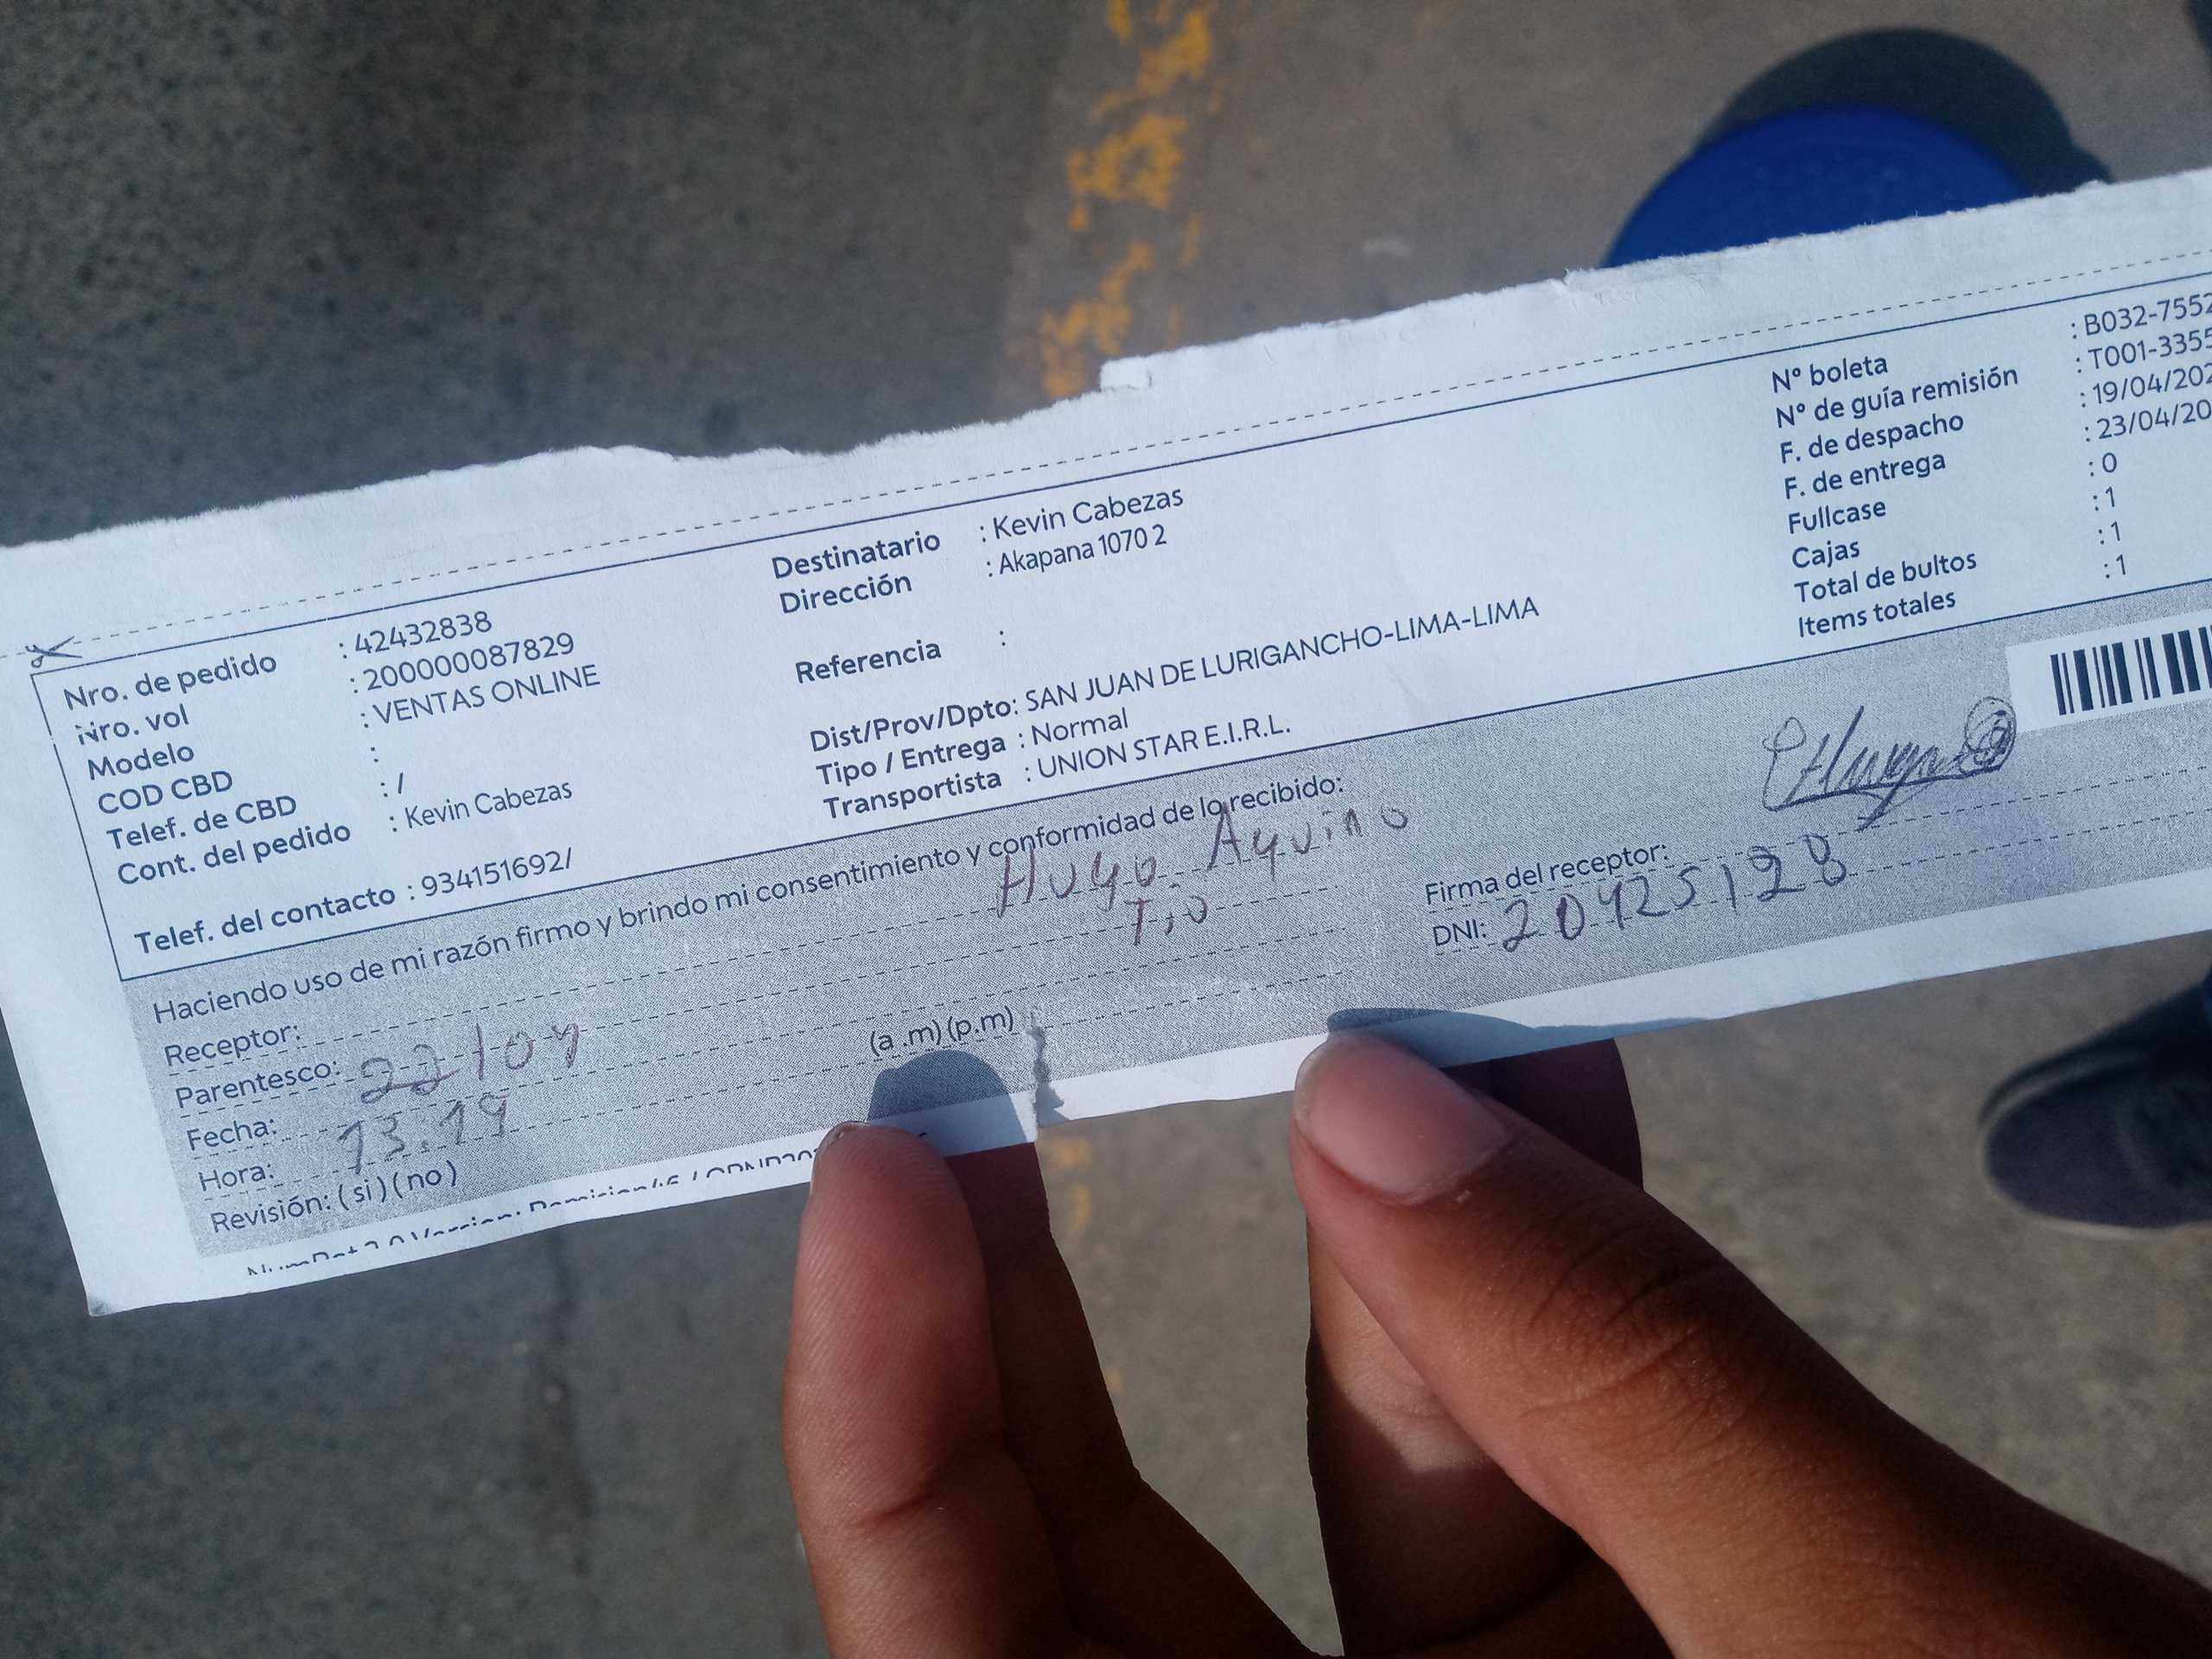 Nro. de pedido : 42432838
Nro. vol : 200000087829
Modelo : VENTAS ONLINE
COD CBD :
Telef. de CBD : /
Cont. del pedido : Kevin Cabezas
Telef. del contacto : 934151692/
Destinatario : Kevin Cabezas
Dirección : Akapana 1070 2
Referencia :
Dist/Prov/Dpto: SAN JUAN DE LURIGANCHO-LIMA-LIMA
Tipo / Entrega : Normal
Transportista : UNION STAR E.I.R.L.
Nº boleta : B032-7552
Nº de guía remisión : T001-3355
F. de despacho : 19/04/202
F. de entrega : 23/04/20
Fullcase : 0
Cajas : 1
Total de bultos : 1
Items totales : 1
Haciendo uso de mi razón firmo y brindo mi consentimiento y conformidad de lo recibido:
Receptor: Hugo Aquino
Parentesco: Tio
Fecha: 22/04
Hora: 13:19 (a .m) (p.m)
Revisión: ( si ) ( no )
Firma del receptor:
DNI: 20425128